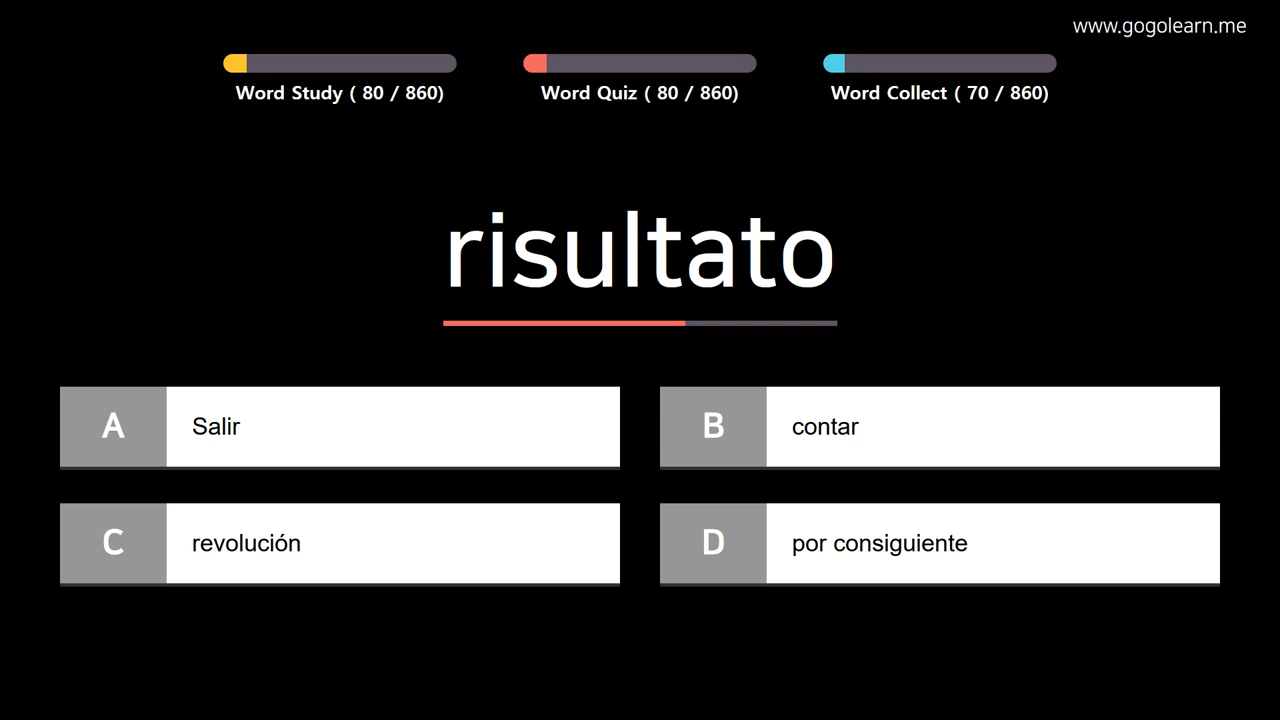 www.gogolearn.me
Word Study ( 80 / 860)
Word Quiz ( 80 / 860)
Word Collect ( 70 / 860)
risultato
A Salir
B contar
C revolución
D por consiguiente